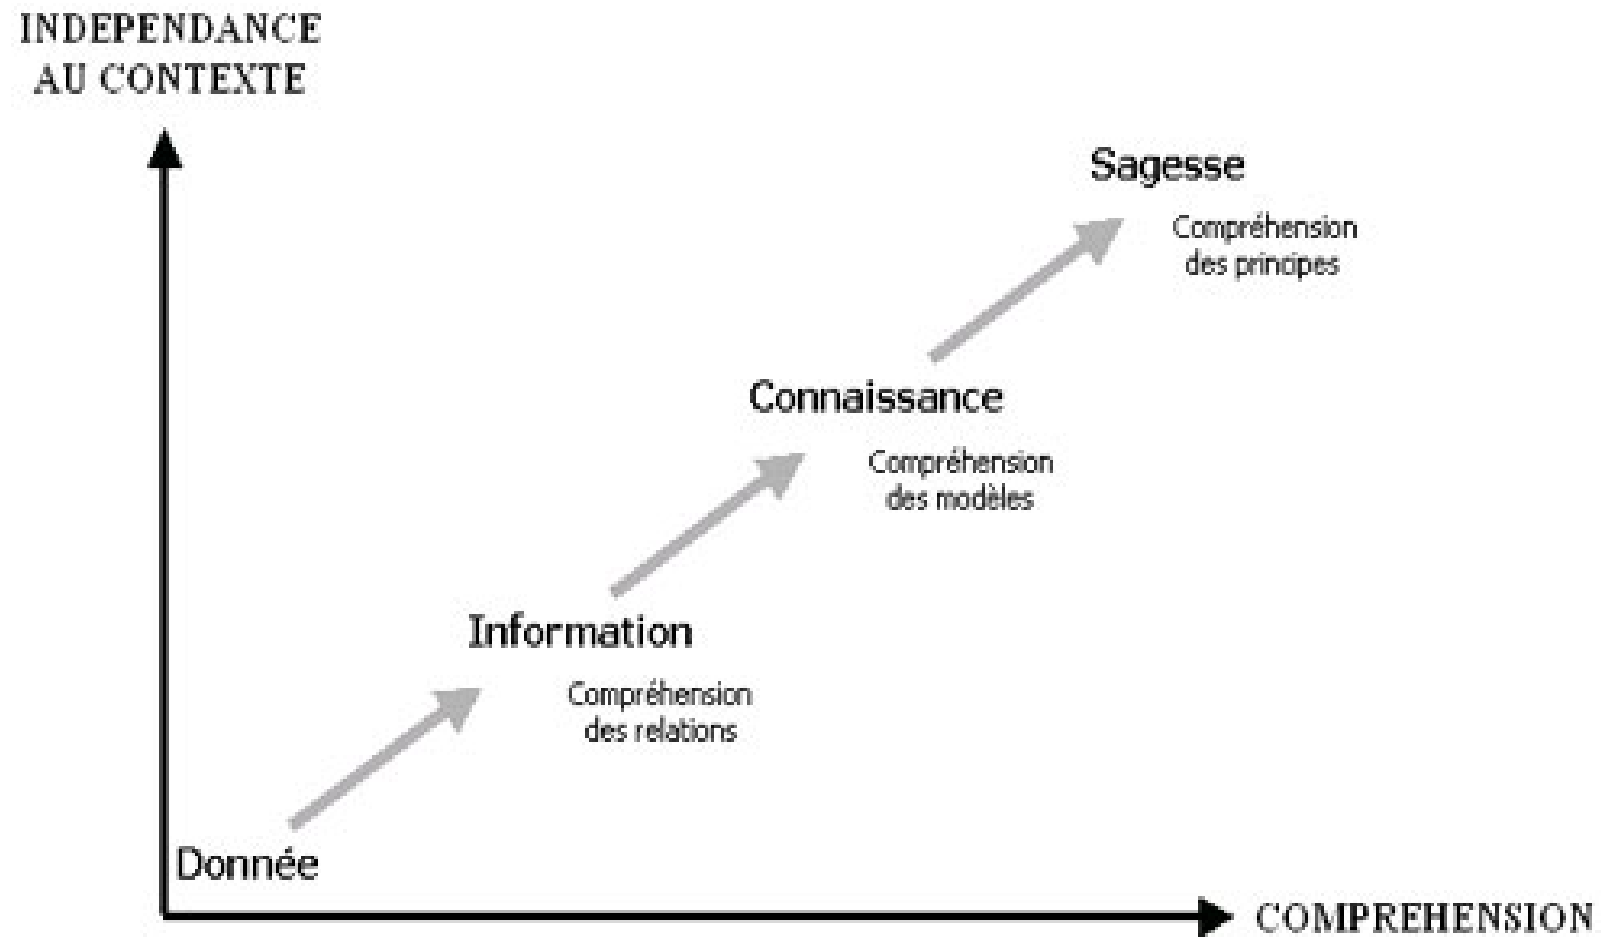 INDEPENDANCE
AU CONTEXTE
Sagesse
Compréhension
des principes
Connaissance
Compréhension
des modèles
Information
Compréhension
des relations
Donnée
COMPREHENSION